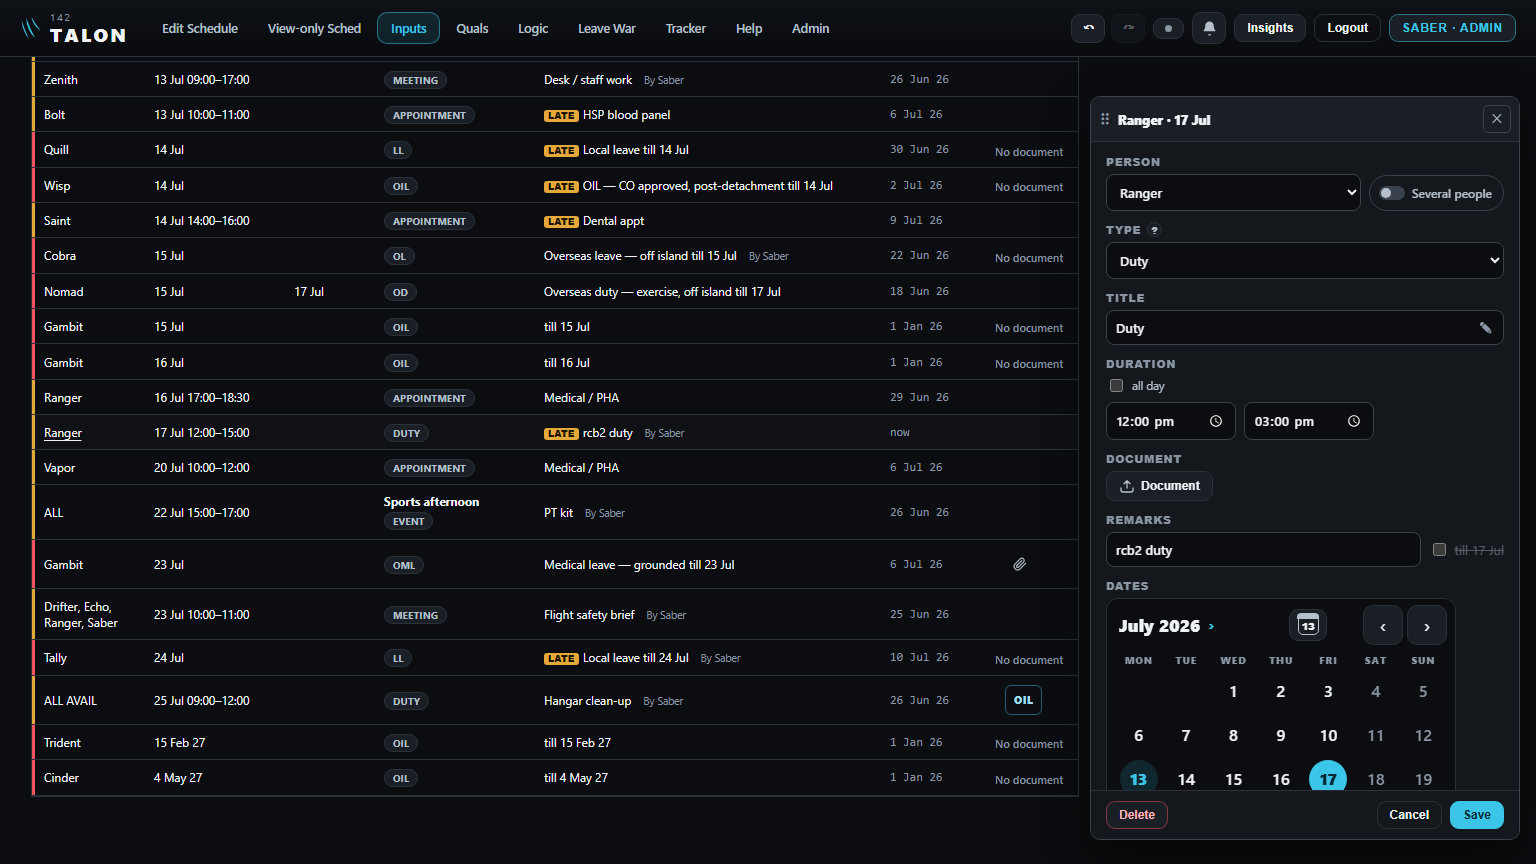 142
TALON
Edit Schedule
View-only Sched
Inputs
Quals
Logic
Leave War
Tracker
Help
Admin
Insights
Logout
SABER · ADMIN
Zenith 13 Jul 09:00–17:00 MEETING Desk / staff work By Saber 26 Jun 26
Bolt 13 Jul 10:00–11:00 APPOINTMENT LATE HSP blood panel 6 Jul 26
Quill 14 Jul LL LATE Local leave till 14 Jul 30 Jun 26 No document
Wisp 14 Jul OIL LATE OIL — CO approved, post-detachment till 14 Jul 2 Jul 26 No document
Saint 14 Jul 14:00–16:00 APPOINTMENT LATE Dental appt 9 Jul 26
Cobra 15 Jul OL Overseas leave — off island till 15 Jul By Saber 22 Jun 26 No document
Nomad 15 Jul 17 Jul OD Overseas duty — exercise, off island till 17 Jul 18 Jun 26
Gambit 15 Jul OIL till 15 Jul 1 Jan 26 No document
Gambit 16 Jul OIL till 16 Jul 1 Jan 26 No document
Ranger 16 Jul 17:00–18:30 APPOINTMENT Medical / PHA 29 Jun 26
Ranger 17 Jul 12:00–15:00 DUTY LATE rcb2 duty By Saber now
Vapor 20 Jul 10:00–12:00 APPOINTMENT Medical / PHA 6 Jul 26
ALL 22 Jul 15:00–17:00 Sports afternoon EVENT PT kit By Saber 26 Jun 26
Gambit 23 Jul OML Medical leave — grounded till 23 Jul 6 Jul 26
Drifter, Echo,
Ranger, Saber 23 Jul 10:00–11:00 MEETING Flight safety brief By Saber 25 Jun 26
Tally 24 Jul LL LATE Local leave till 24 Jul By Saber 10 Jul 26 No document
ALL AVAIL 25 Jul 09:00–12:00 DUTY Hangar clean-up By Saber 26 Jun 26 OIL
Trident 15 Feb 27 OIL till 15 Feb 27 1 Jan 26 No document
Cinder 4 May 27 OIL till 4 May 27 1 Jan 26 No document
Ranger · 17 Jul
PERSON
Ranger
Several people
TYPE ?
Duty
TITLE
Duty
DURATION
all day
12:00 pm 03:00 pm
DOCUMENT
Document
REMARKS
rcb2 duty till 17 Jul
DATES
July 2026 › 13 ‹ ›
MON TUE WED THU FRI SAT SUN
1 2 3 4 5
6 7 8 9 10 11 12
13 14 15 16 17 18 19
Delete Cancel Save